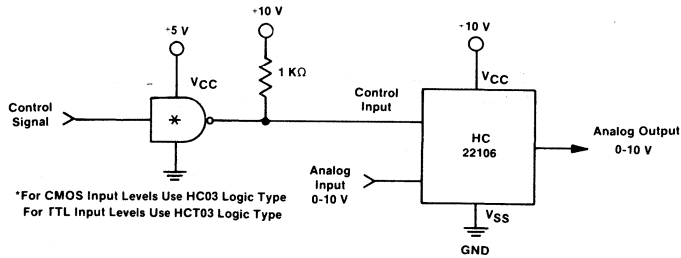 +5 V
+10 V
+10 V
1 KΩ
VCC
VCC
Control
Signal
*
Control
Input
HC
22106
Analog Output
0-10 V
Analog
Input
0-10 V
*For CMOS Input Levels Use HC03 Logic Type
For TTL Input Levels Use HCT03 Logic Type
VSS
GND